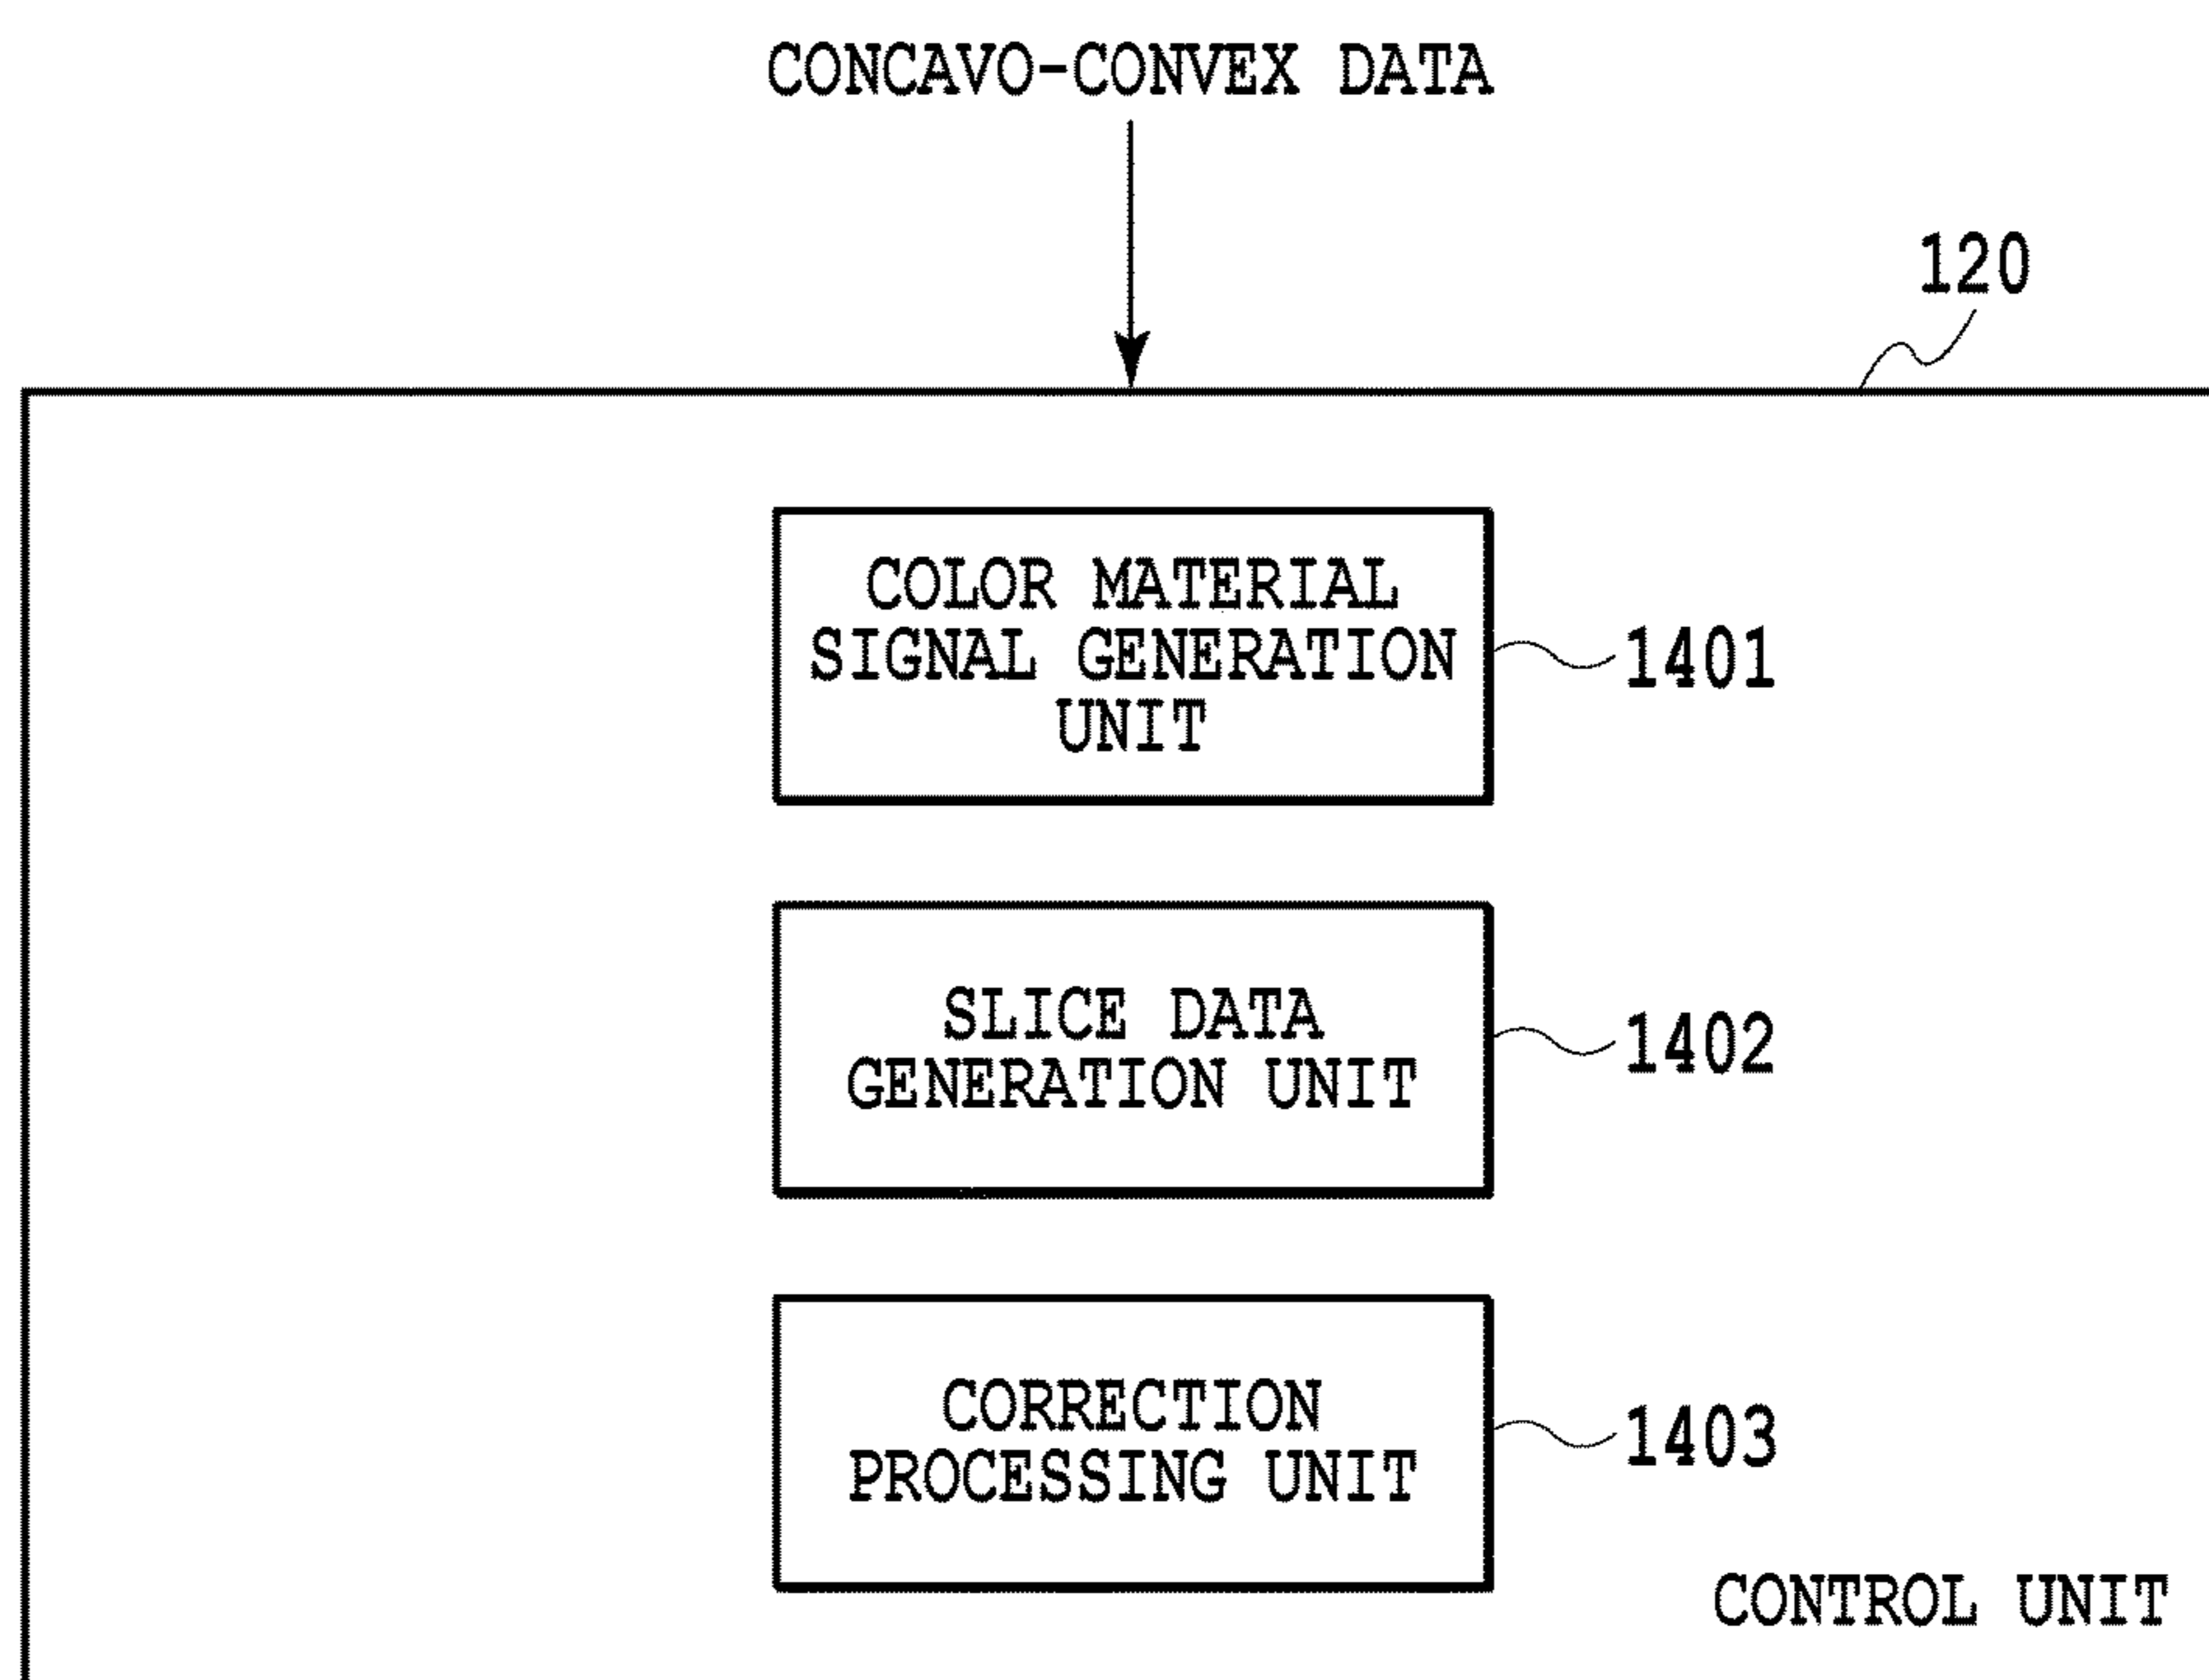 CONCAVO-CONVEX DATA
120
COLOR MATERIAL
SIGNAL GENERATION
UNIT
1401
SLICE DATA
GENERATION UNIT
1402
CORRECTION
PROCESSING UNIT
1403
CONTROL UNIT